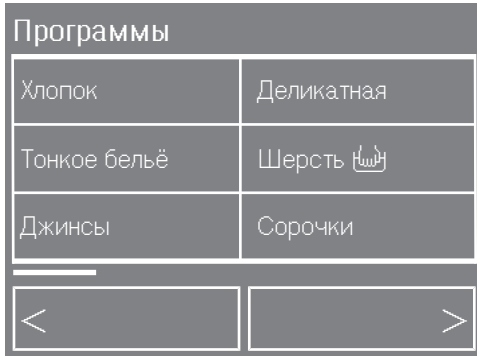 Программы
Хлопок Деликатная
Тонкое бельё Шерсть
Джинсы Сорочки
< >